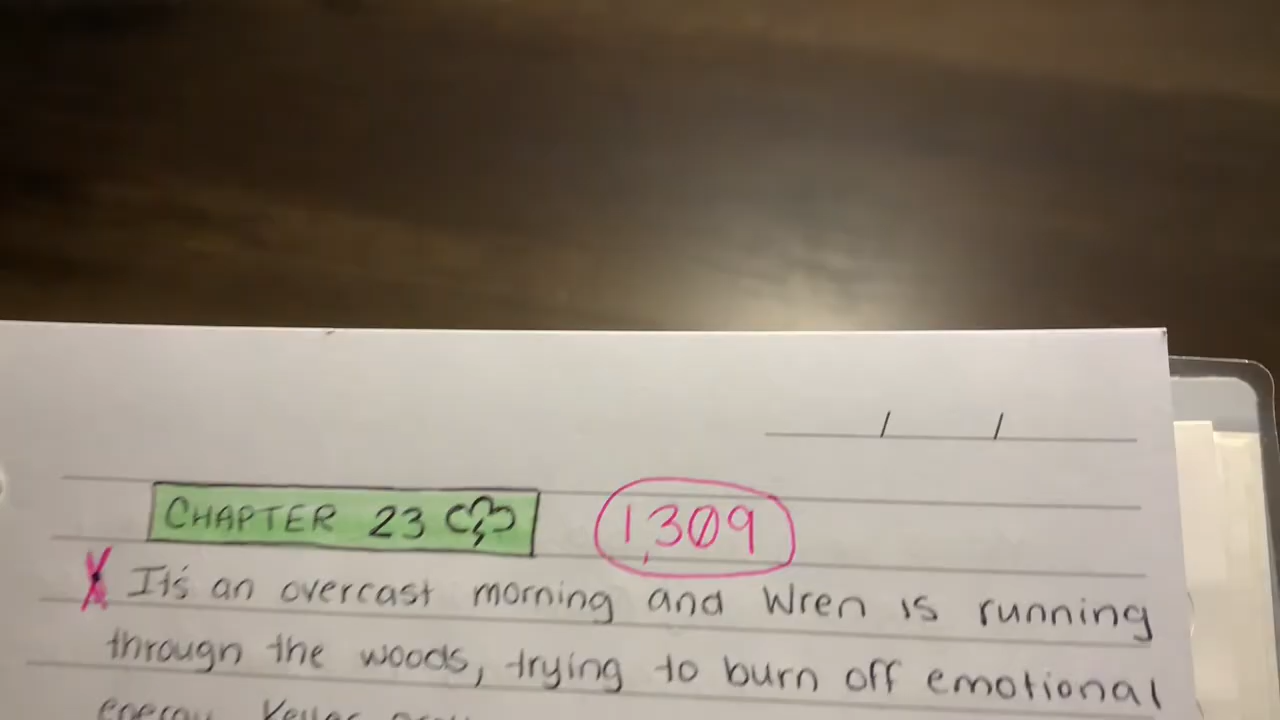 CHAPTER 23 1,309
It's an overcast morning and Wren is running
through the woods, trying to burn off emotional
energy.